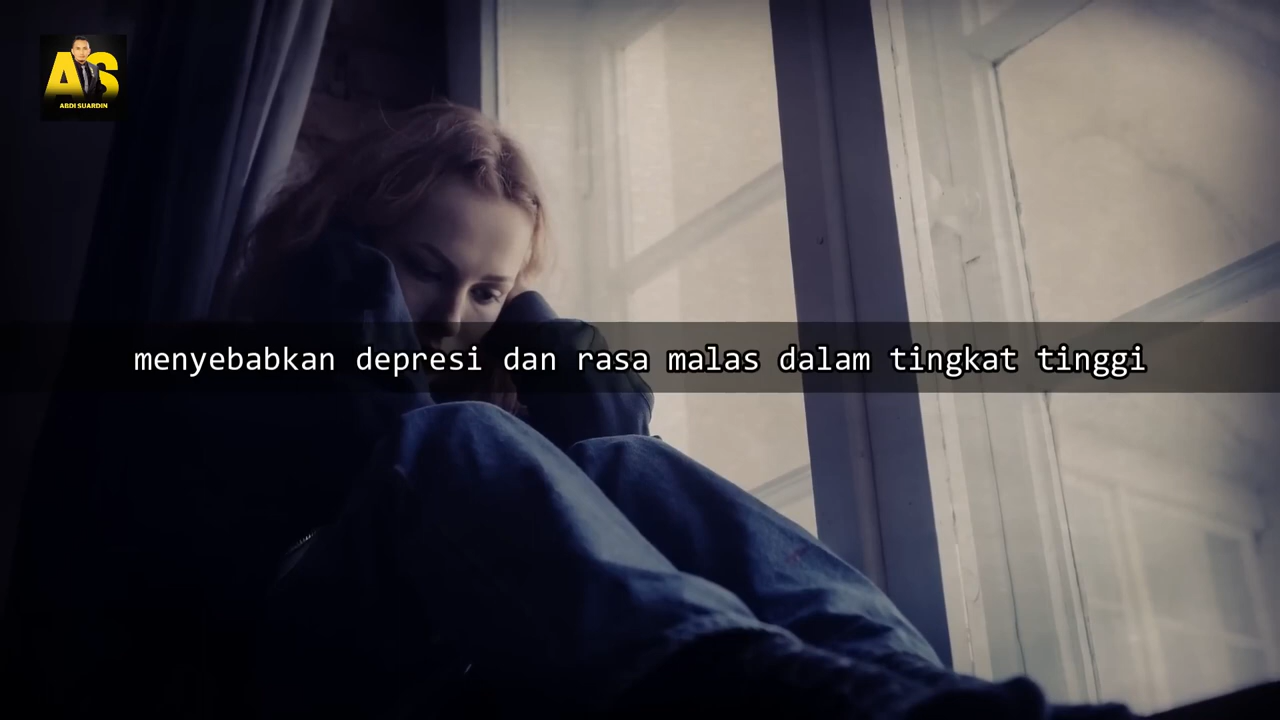 AS
ABDI SUARDIN
menyebabkan depresi dan rasa malas dalam tingkat tinggi